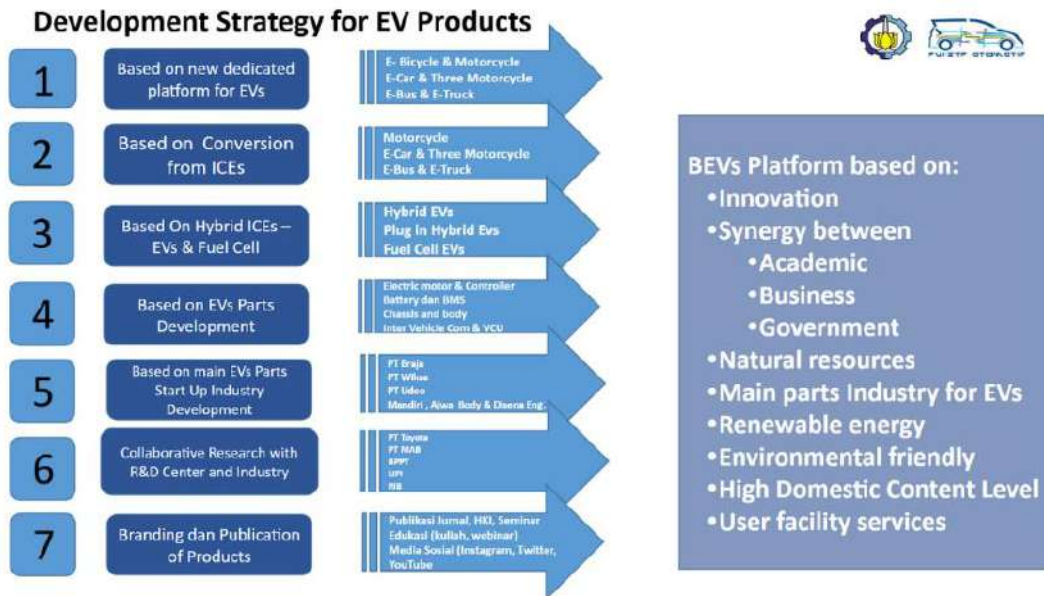 Development Strategy for EV Products
1
Based on new dedicated
platform for EVs
E- Bicycle & Motorcycle
E-Car & Three Motorcycle
E-Bus & E-Truck
2
Based on Conversion
from ICEs
Motorcycle
E-Car & Three Motorcycle
E-Bus & E-Truck
3
Based On Hybrid ICEs –
EVs & Fuel Cell
Hybrid EVs
Plug in Hybrid Evs
Fuel Cell EVs
4
Based on EVs Parts
Development
Electric motor & Controller
Battery dan BMS
Chassis and body
Inter Vehicle Com & VCU
5
Based on main EVs Parts
Start Up Industry
Development
PT Braja
PT Wilue
PT
Mandiri , Body & Eng.
6
Collaborative Research with
R&D Center and Industry
PT Toyota
PT MAB
BPPT
7
Branding dan Publication
of Products
Publikasi Jurnal, HKI, Seminar
Edukasi (kuliah, webinar)
Media Sosial (Instagram, Twitter,
YouTube
PUI STP OTOMOTIF
BEVs Platform based on:
•Innovation
•Synergy between
•Academic
•Business
•Government
•Natural resources
•Main parts Industry for EVs
•Renewable energy
•Environmental friendly
•High Domestic Content Level
•User facility services